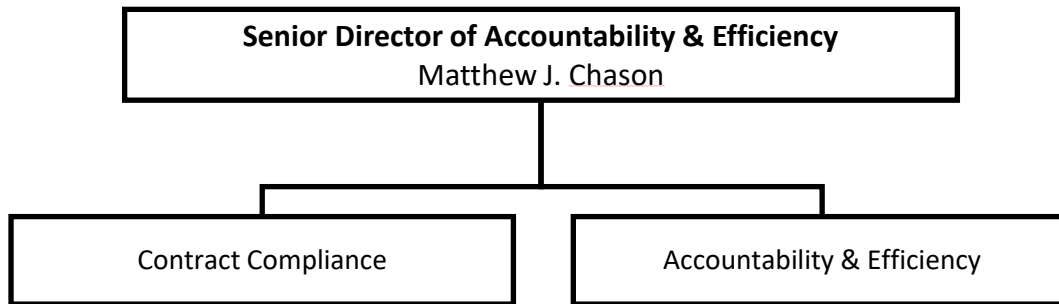 Senior Director of Accountability & Efficiency
Matthew J. Chason
Contract Compliance
Accountability & Efficiency